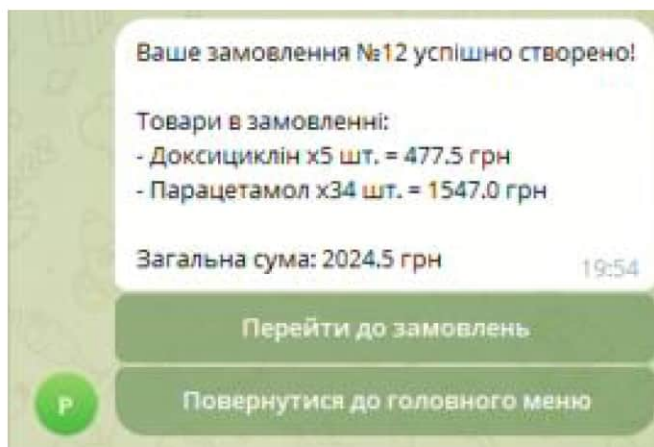 Ваше замовлення №12 успішно створено!
Товари в замовленні:
- Доксициклін x5 шт. = 477.5 грн
- Парацетамол x34 шт. = 1547.0 грн
Загальна сума: 2024.5 грн
19:54
Перейти до замовлень
P
Повернутися до головного меню